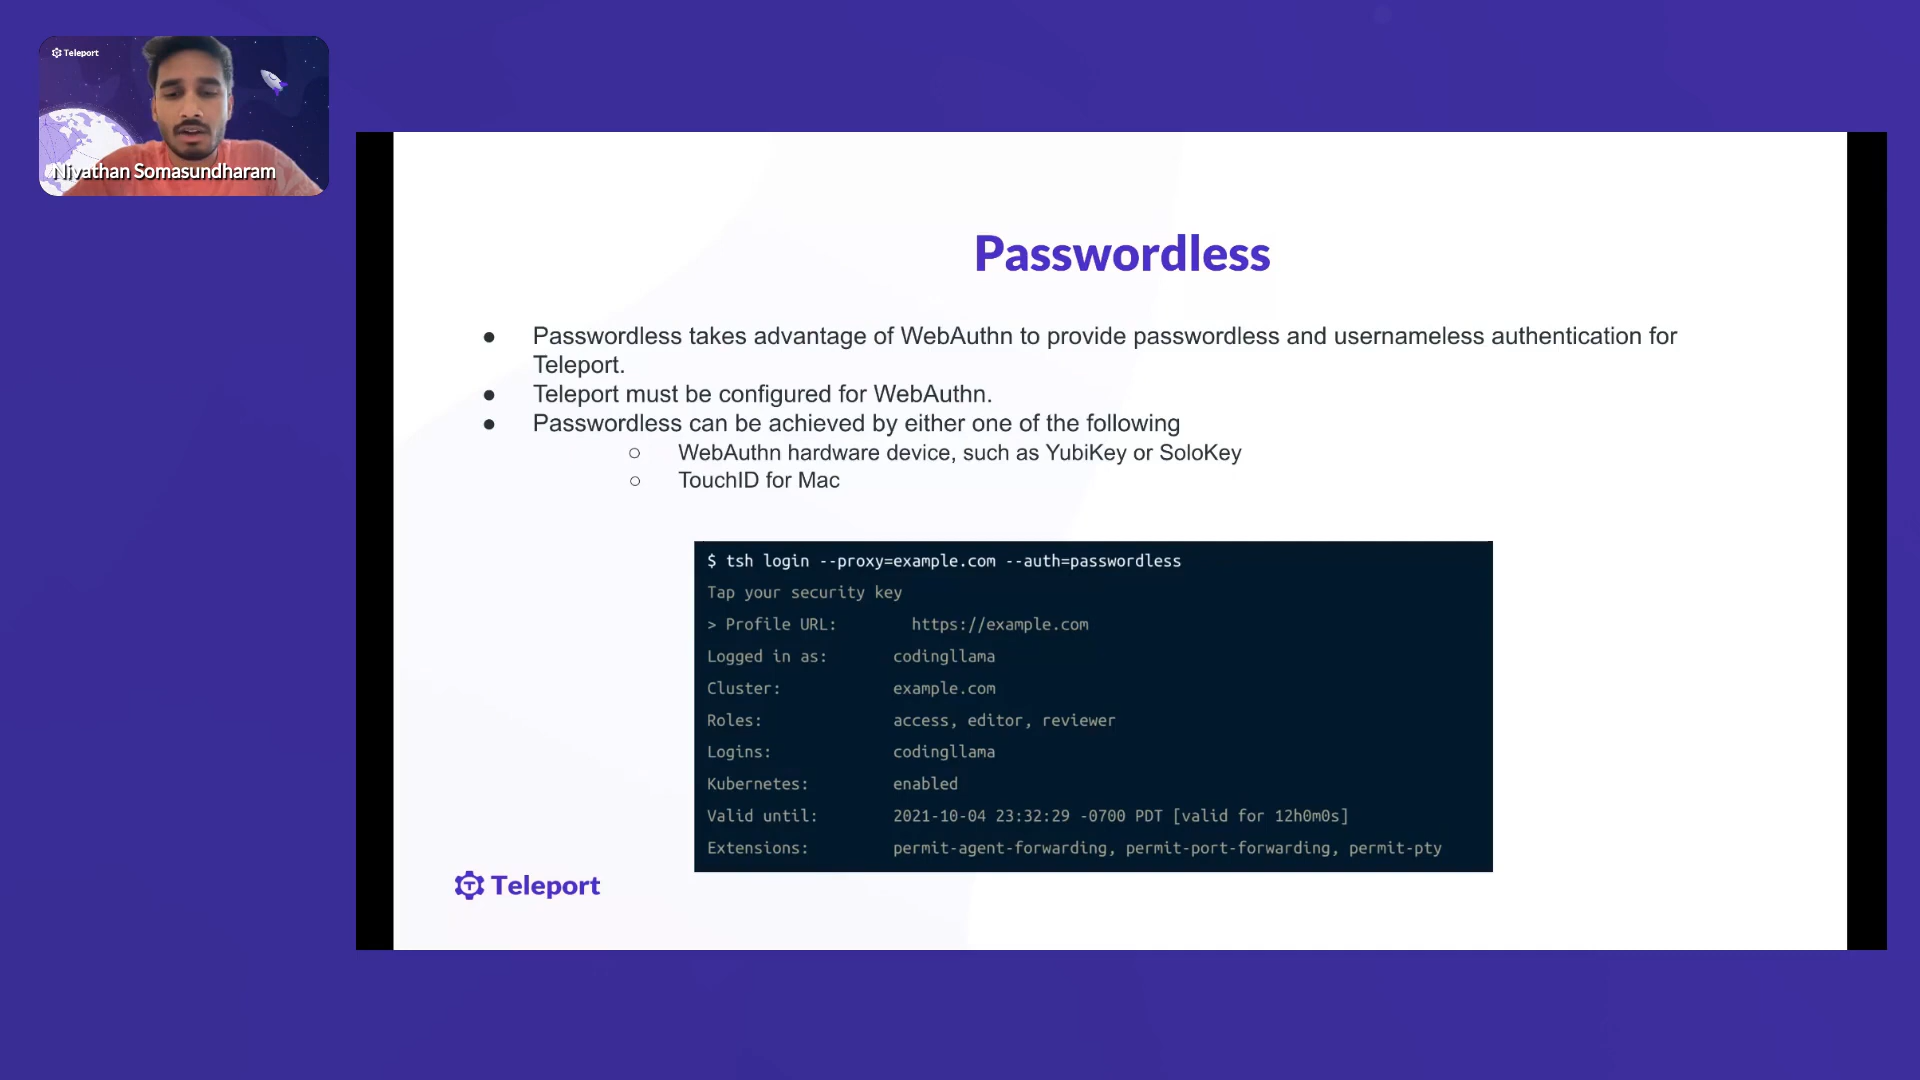 Teleport
Nivathan Somasundharam
Passwordless
● Passwordless takes advantage of WebAuthn to provide passwordless and usernameless authentication for
Teleport.
● Teleport must be configured for WebAuthn.
● Passwordless can be achieved by either one of the following
○ WebAuthn hardware device, such as YubiKey or SoloKey
○ TouchID for Mac
$ tsh login --proxy=example.com --auth=passwordless
Tap your security key
> Profile URL: https://example.com
Logged in as: codingllama
Cluster: example.com
Roles: access, editor, reviewer
Logins: codingllama
Kubernetes: enabled
Valid until: 2021-10-04 23:32:29 -0700 PDT [valid for 12h0m0s]
Extensions: permit-agent-forwarding, permit-port-forwarding, permit-pty
Teleport